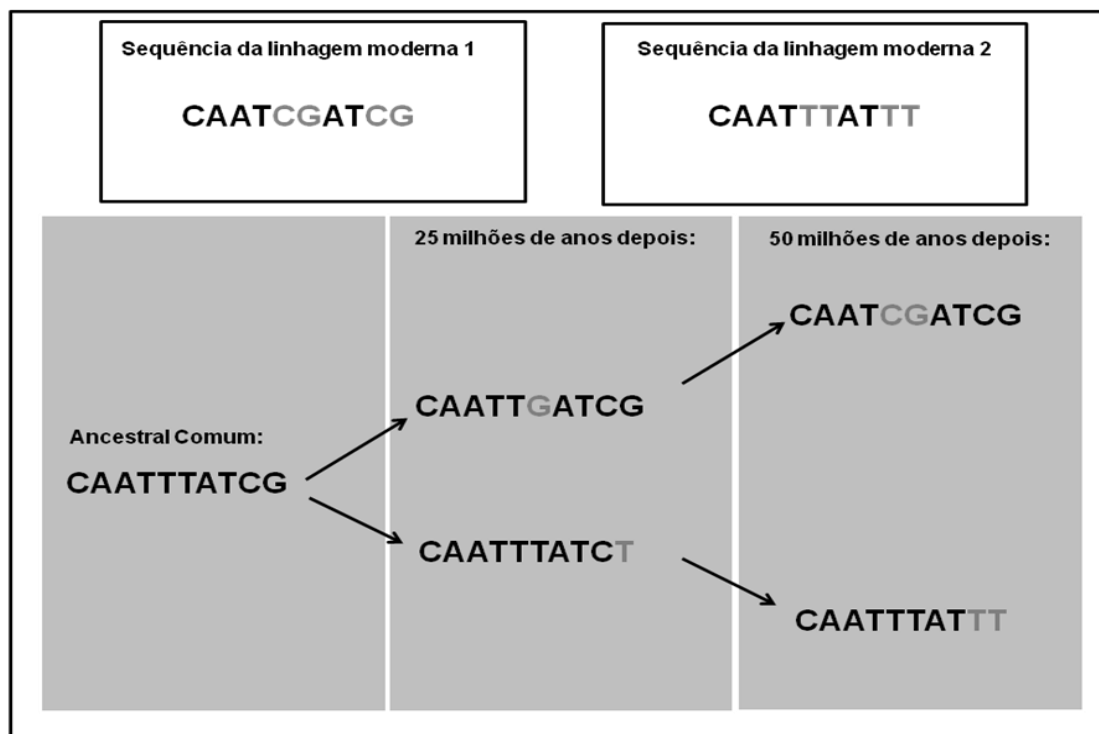 Sequência da linhagem moderna 1
CAATCGATCG
Sequência da linhagem moderna 2
CAATTTATTT
Ancestral Comum:
CAATTTATCG
25 milhões de anos depois:
CAATTGATCG
CAATTTATCT
50 milhões de anos depois:
CAATCGATCG
CAATTTATTT